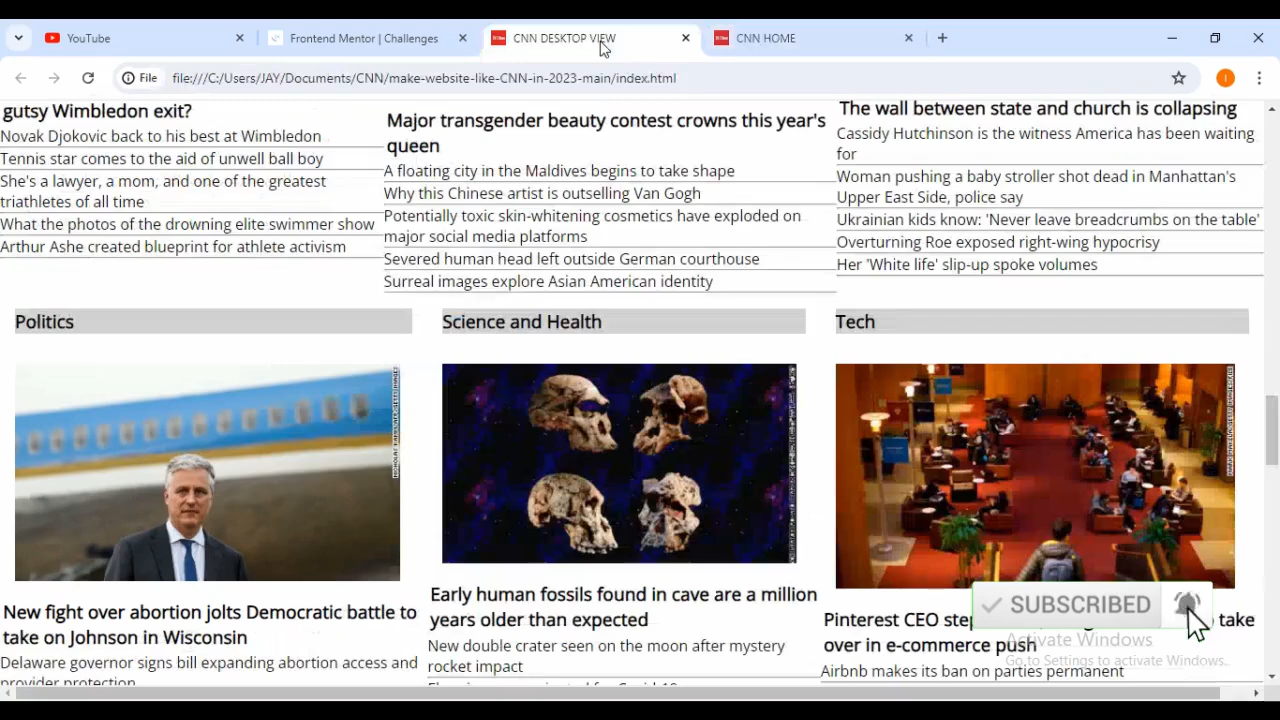 YouTube
Frontend Mentor | Challenges
CNN DESKTOP VIEW
CNN HOME
File
file:///C:/Users/JAY/Documents/CNN/make-website-like-CNN-in-2023-main/index.html
gutsy Wimbledon exit?
Novak Djokovic back to his best at Wimbledon
Tennis star comes to the aid of unwell ball boy
She's a lawyer, a mom, and one of the greatest
triathletes of all time
What the photos of the drowning elite swimmer show
Arthur Ashe created blueprint for athlete activism
Major transgender beauty contest crowns this year's
queen
A floating city in the Maldives begins to take shape
Why this Chinese artist is outselling Van Gogh
Potentially toxic skin-whitening cosmetics have exploded on
major social media platforms
Severed human head left outside German courthouse
Surreal images explore Asian American identity
The wall between state and church is collapsing
Cassidy Hutchinson is the witness America has been waiting
for
Woman pushing a baby stroller shot dead in Manhattan's
Upper East Side, police say
Ukrainian kids know: 'Never leave breadcrumbs on the table'
Overturning Roe exposed right-wing hypocrisy
Her 'White life' slip-up spoke volumes
Politics
Science and Health
Tech
New fight over abortion jolts Democratic battle to
take on Johnson in Wisconsin
Delaware governor signs bill expanding abortion access and
provider protection
Early human fossils found in cave are a million
years older than expected
New double crater seen on the moon after mystery
rocket impact
Pinterest CEO take
over in e-commerce push
Airbnb makes its ban on parties permanent
SUBSCRIBED
Activate Windows
Go to Settings to activate Windows.